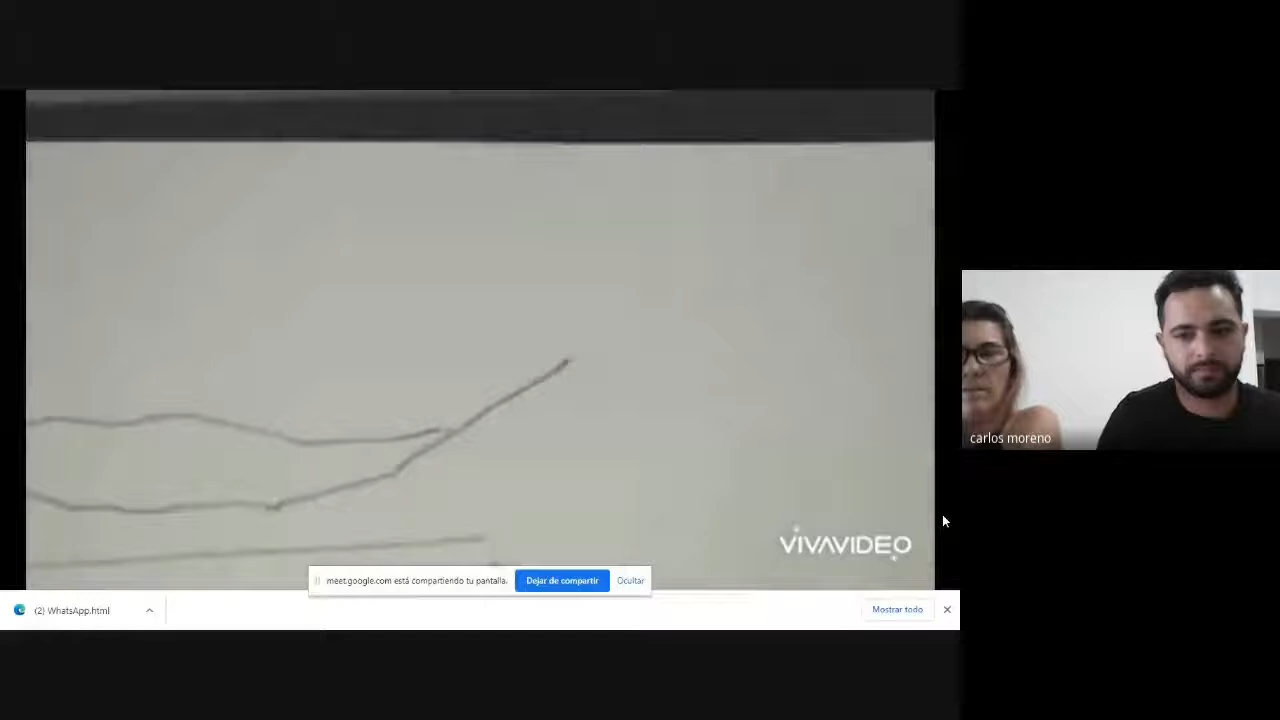 carlos moreno
VIVAVIDEO
meet.google.com está compartiendo tu pantalla.
Dejar de compartir
Ocultar
(2) WhatsApp.html
Mostrar todo